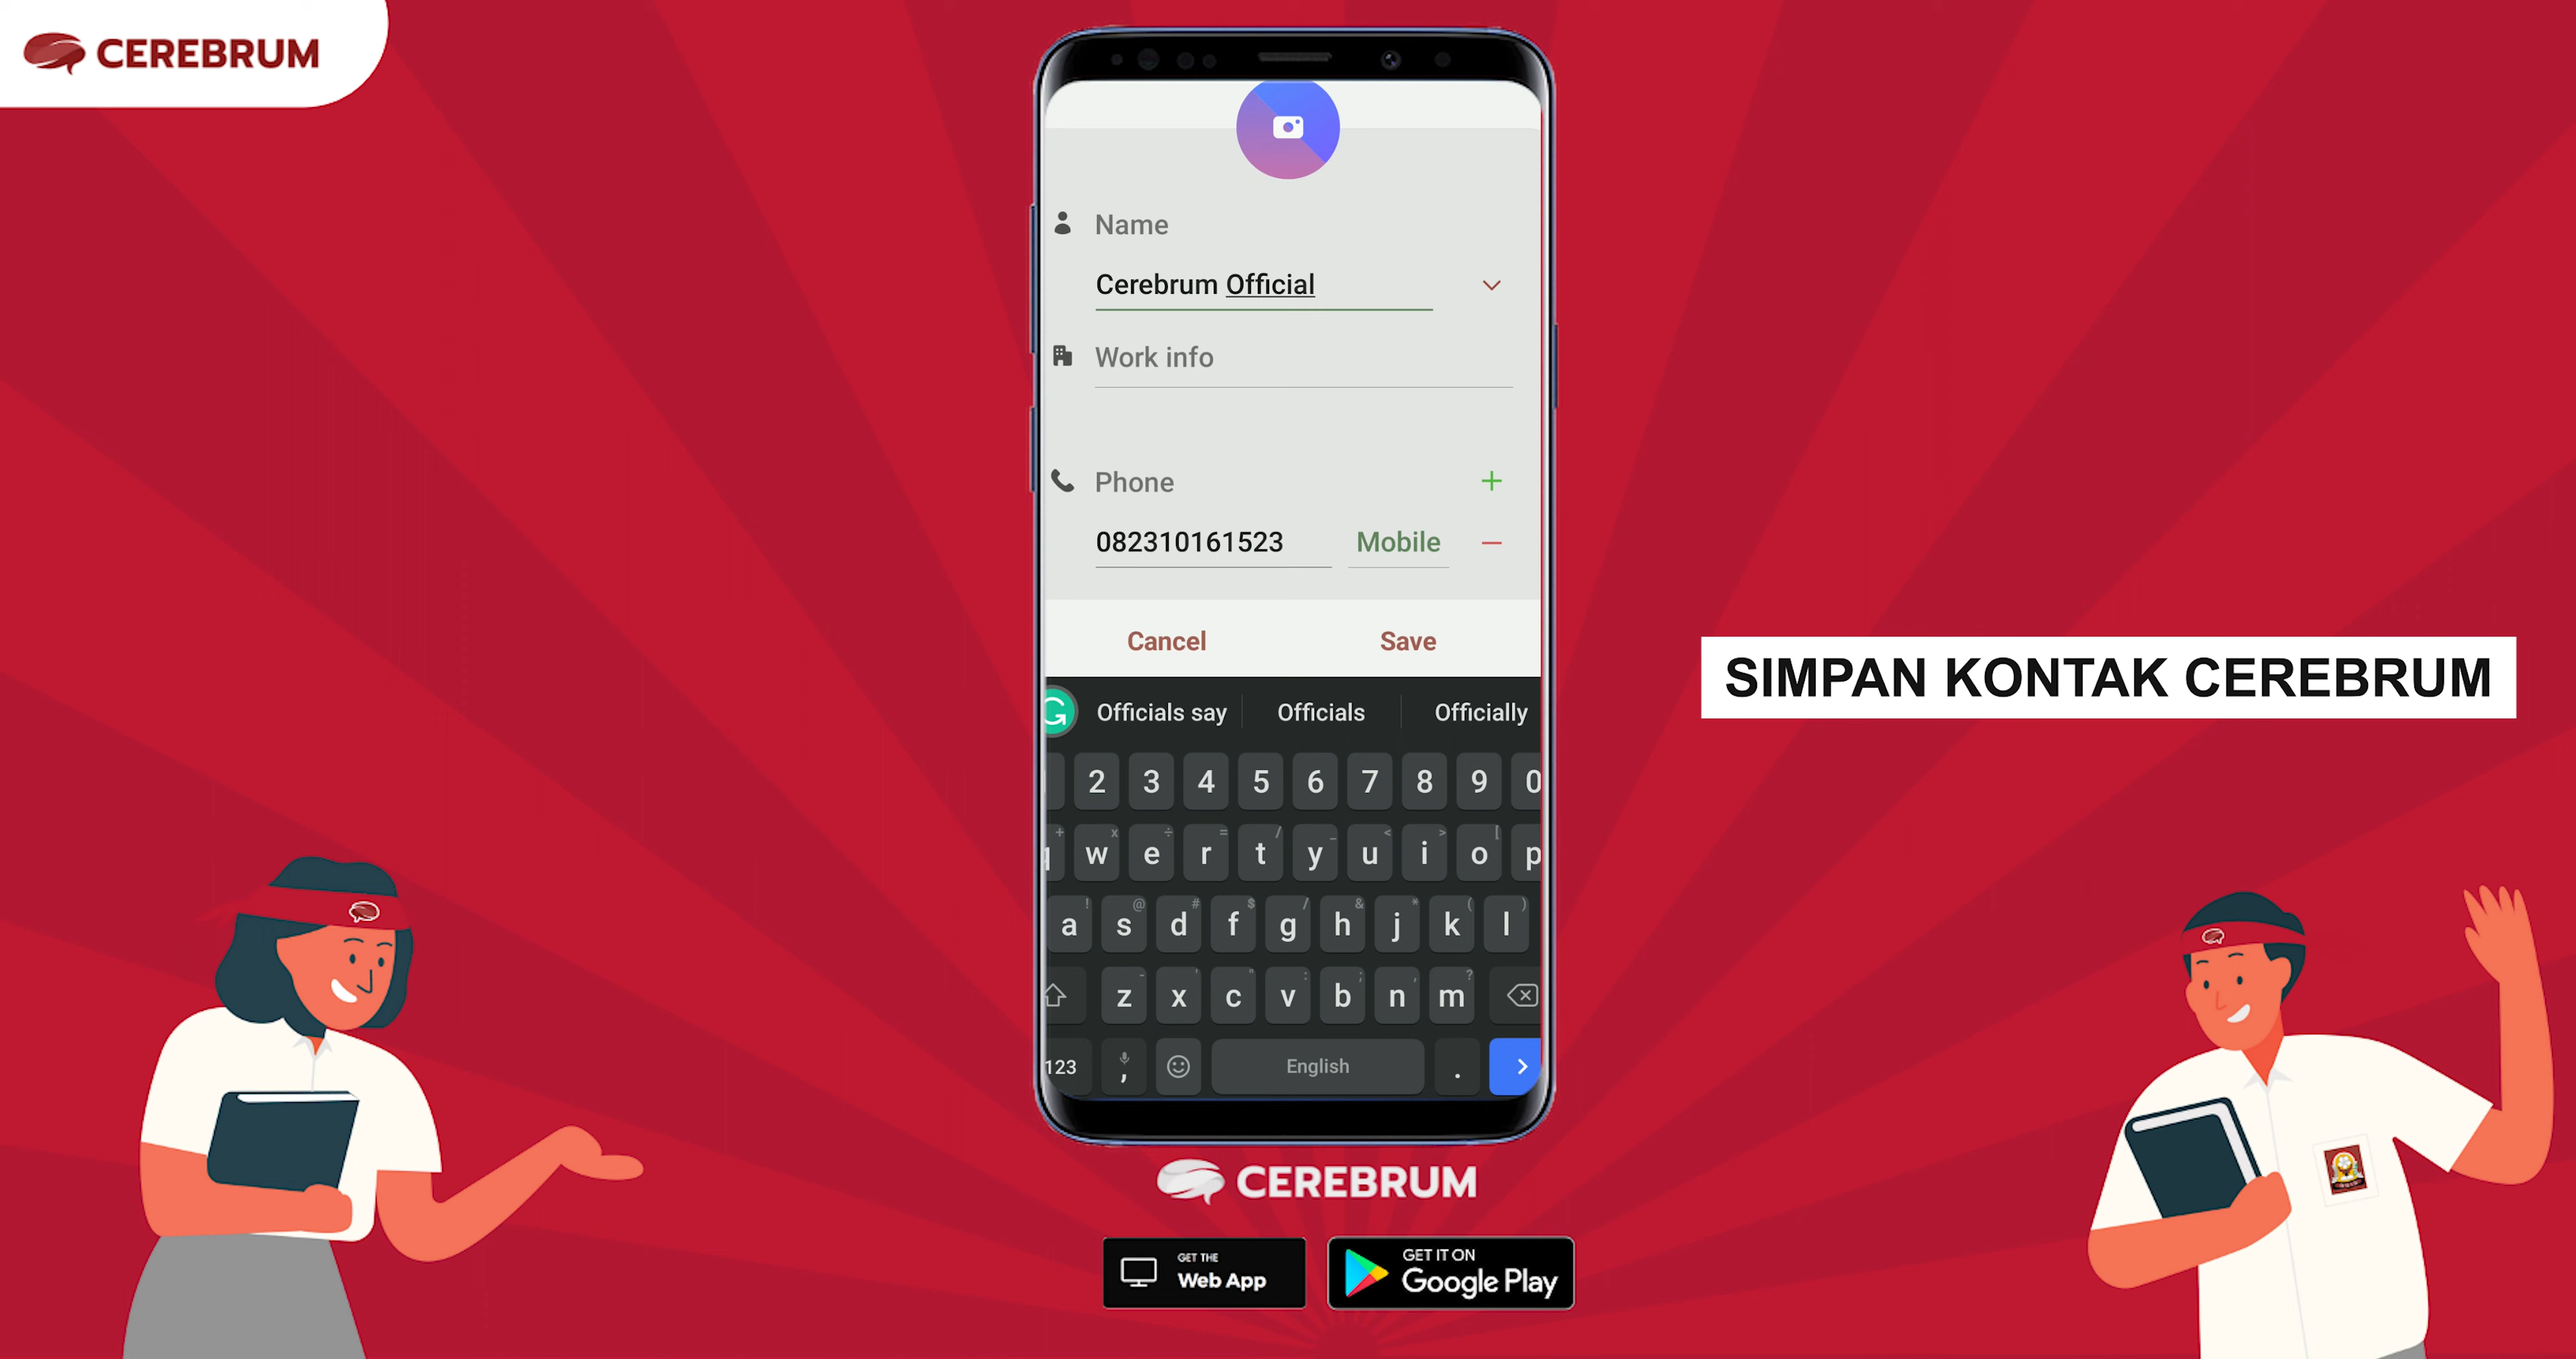 CEREBRUM
Name
Cerebrum Official
Work info
Phone
082310161523 Mobile
Cancel Save
SIMPAN KONTAK CEREBRUM
Officials say Officials Officially
2 3 4 5 6 7 8 9 0
q w e r t y u i o p
a s d f g h j k l
z x c v b n m
123 , English .
CEREBRUM
GET THE
Web App
GET IT ON
Google Play